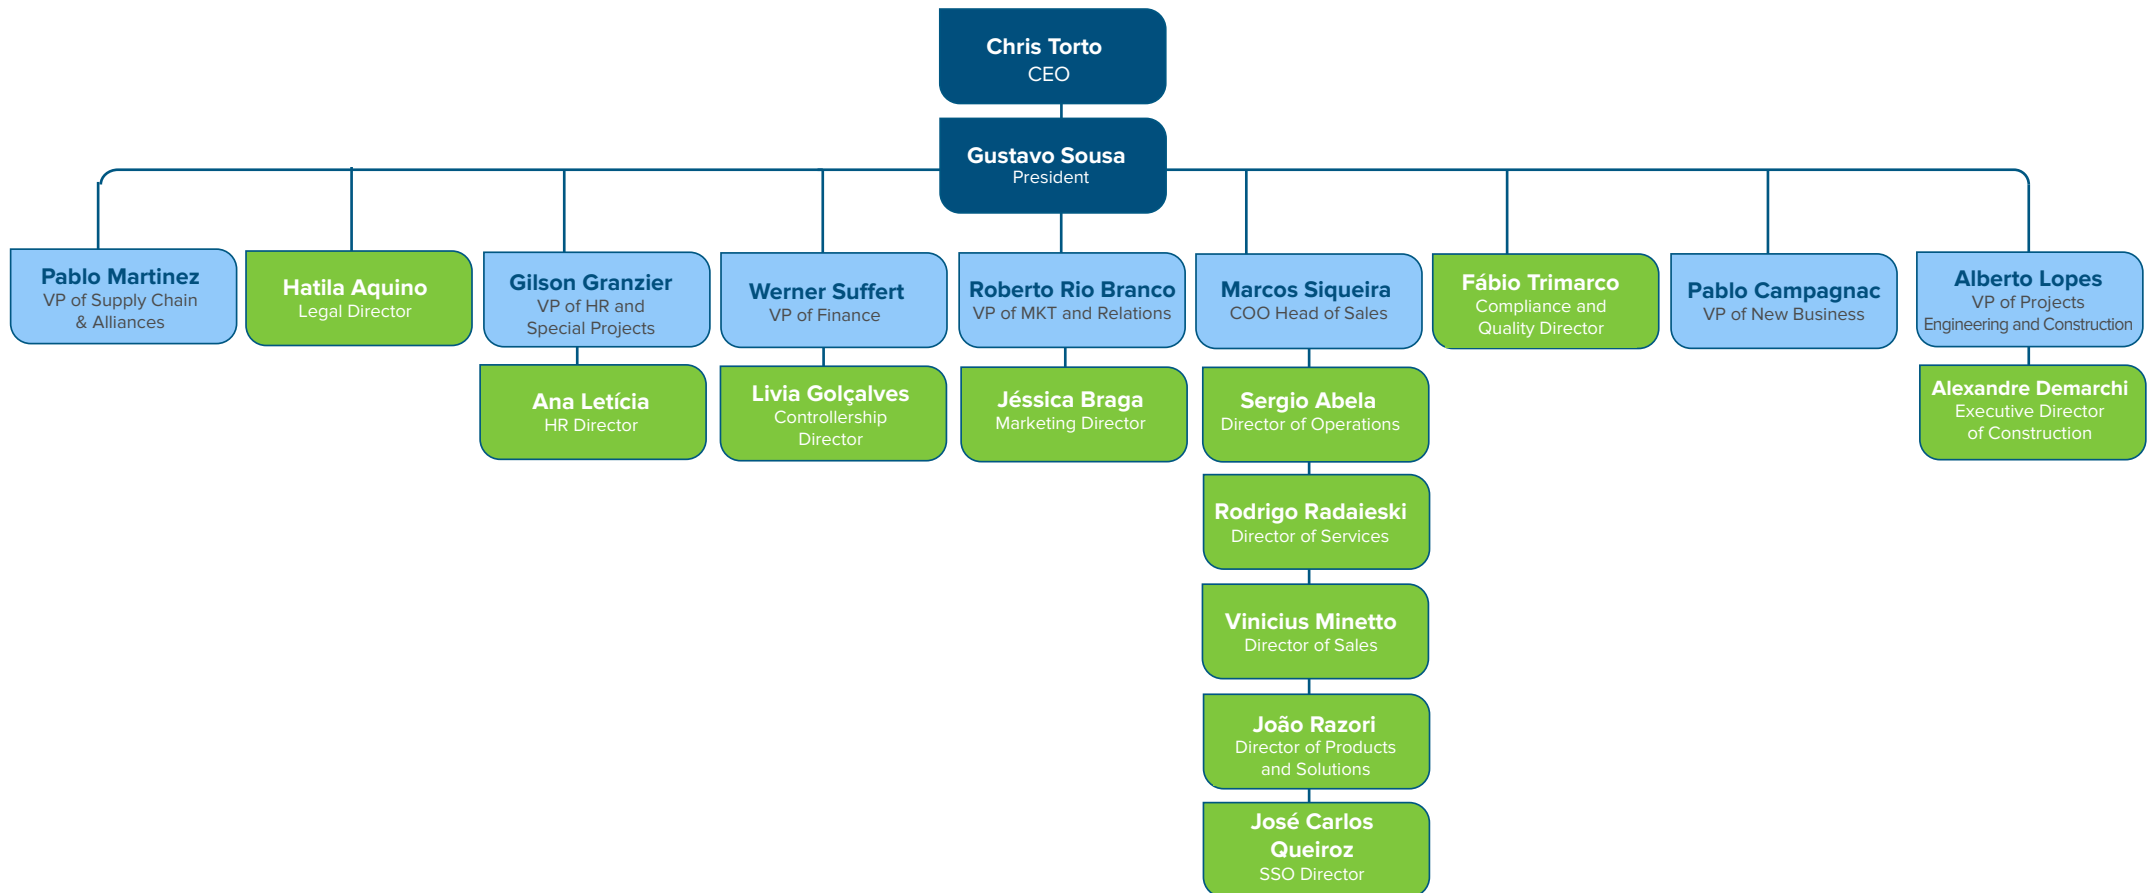 Chris Torto
CEO
Gustavo Sousa
President
Pablo Martinez
VP of Supply Chain
& Alliances
Hatila Aquino
Legal Director
Gilson Granzier
VP of HR and
Special Projects
Werner Suffert
VP of Finance
Roberto Rio Branco
VP of MKT and Relations
Marcos Siqueira
COO Head of Sales
Fábio Trimarco
Compliance and
Quality Director
Pablo Campagnac
VP of New Business
Alberto Lopes
VP of Projects
Engineering and Construction
Ana Letícia
HR Director
Livia Golçalves
Controllership
Director
Jéssica Braga
Marketing Director
Sergio Abela
Director of Operations
Alexandre Demarchi
Executive Director
of Construction
Rodrigo Radaieski
Director of Services
Vinicius Minetto
Director of Sales
João Razori
Director of Products
and Solutions
José Carlos
Queiroz
SSO Director